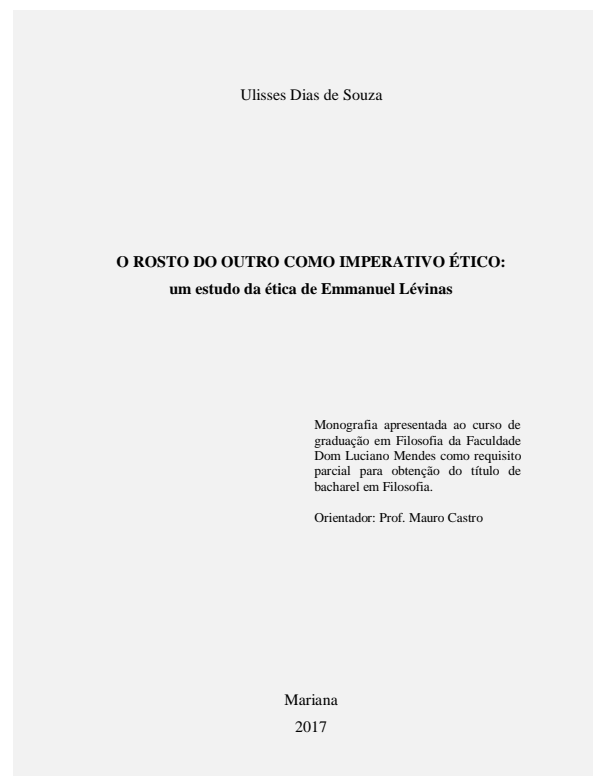 Ulisses Dias de Souza
O ROSTO DO OUTRO COMO IMPERATIVO ÉTICO:
um estudo da ética de Emmanuel Lévinas
Monografia apresentada ao curso de
graduação em Filosofia da Faculdade
Dom Luciano Mendes como requisito
parcial para obtenção do título de
bacharel em Filosofia.
Orientador: Prof. Mauro Castro
Mariana
2017